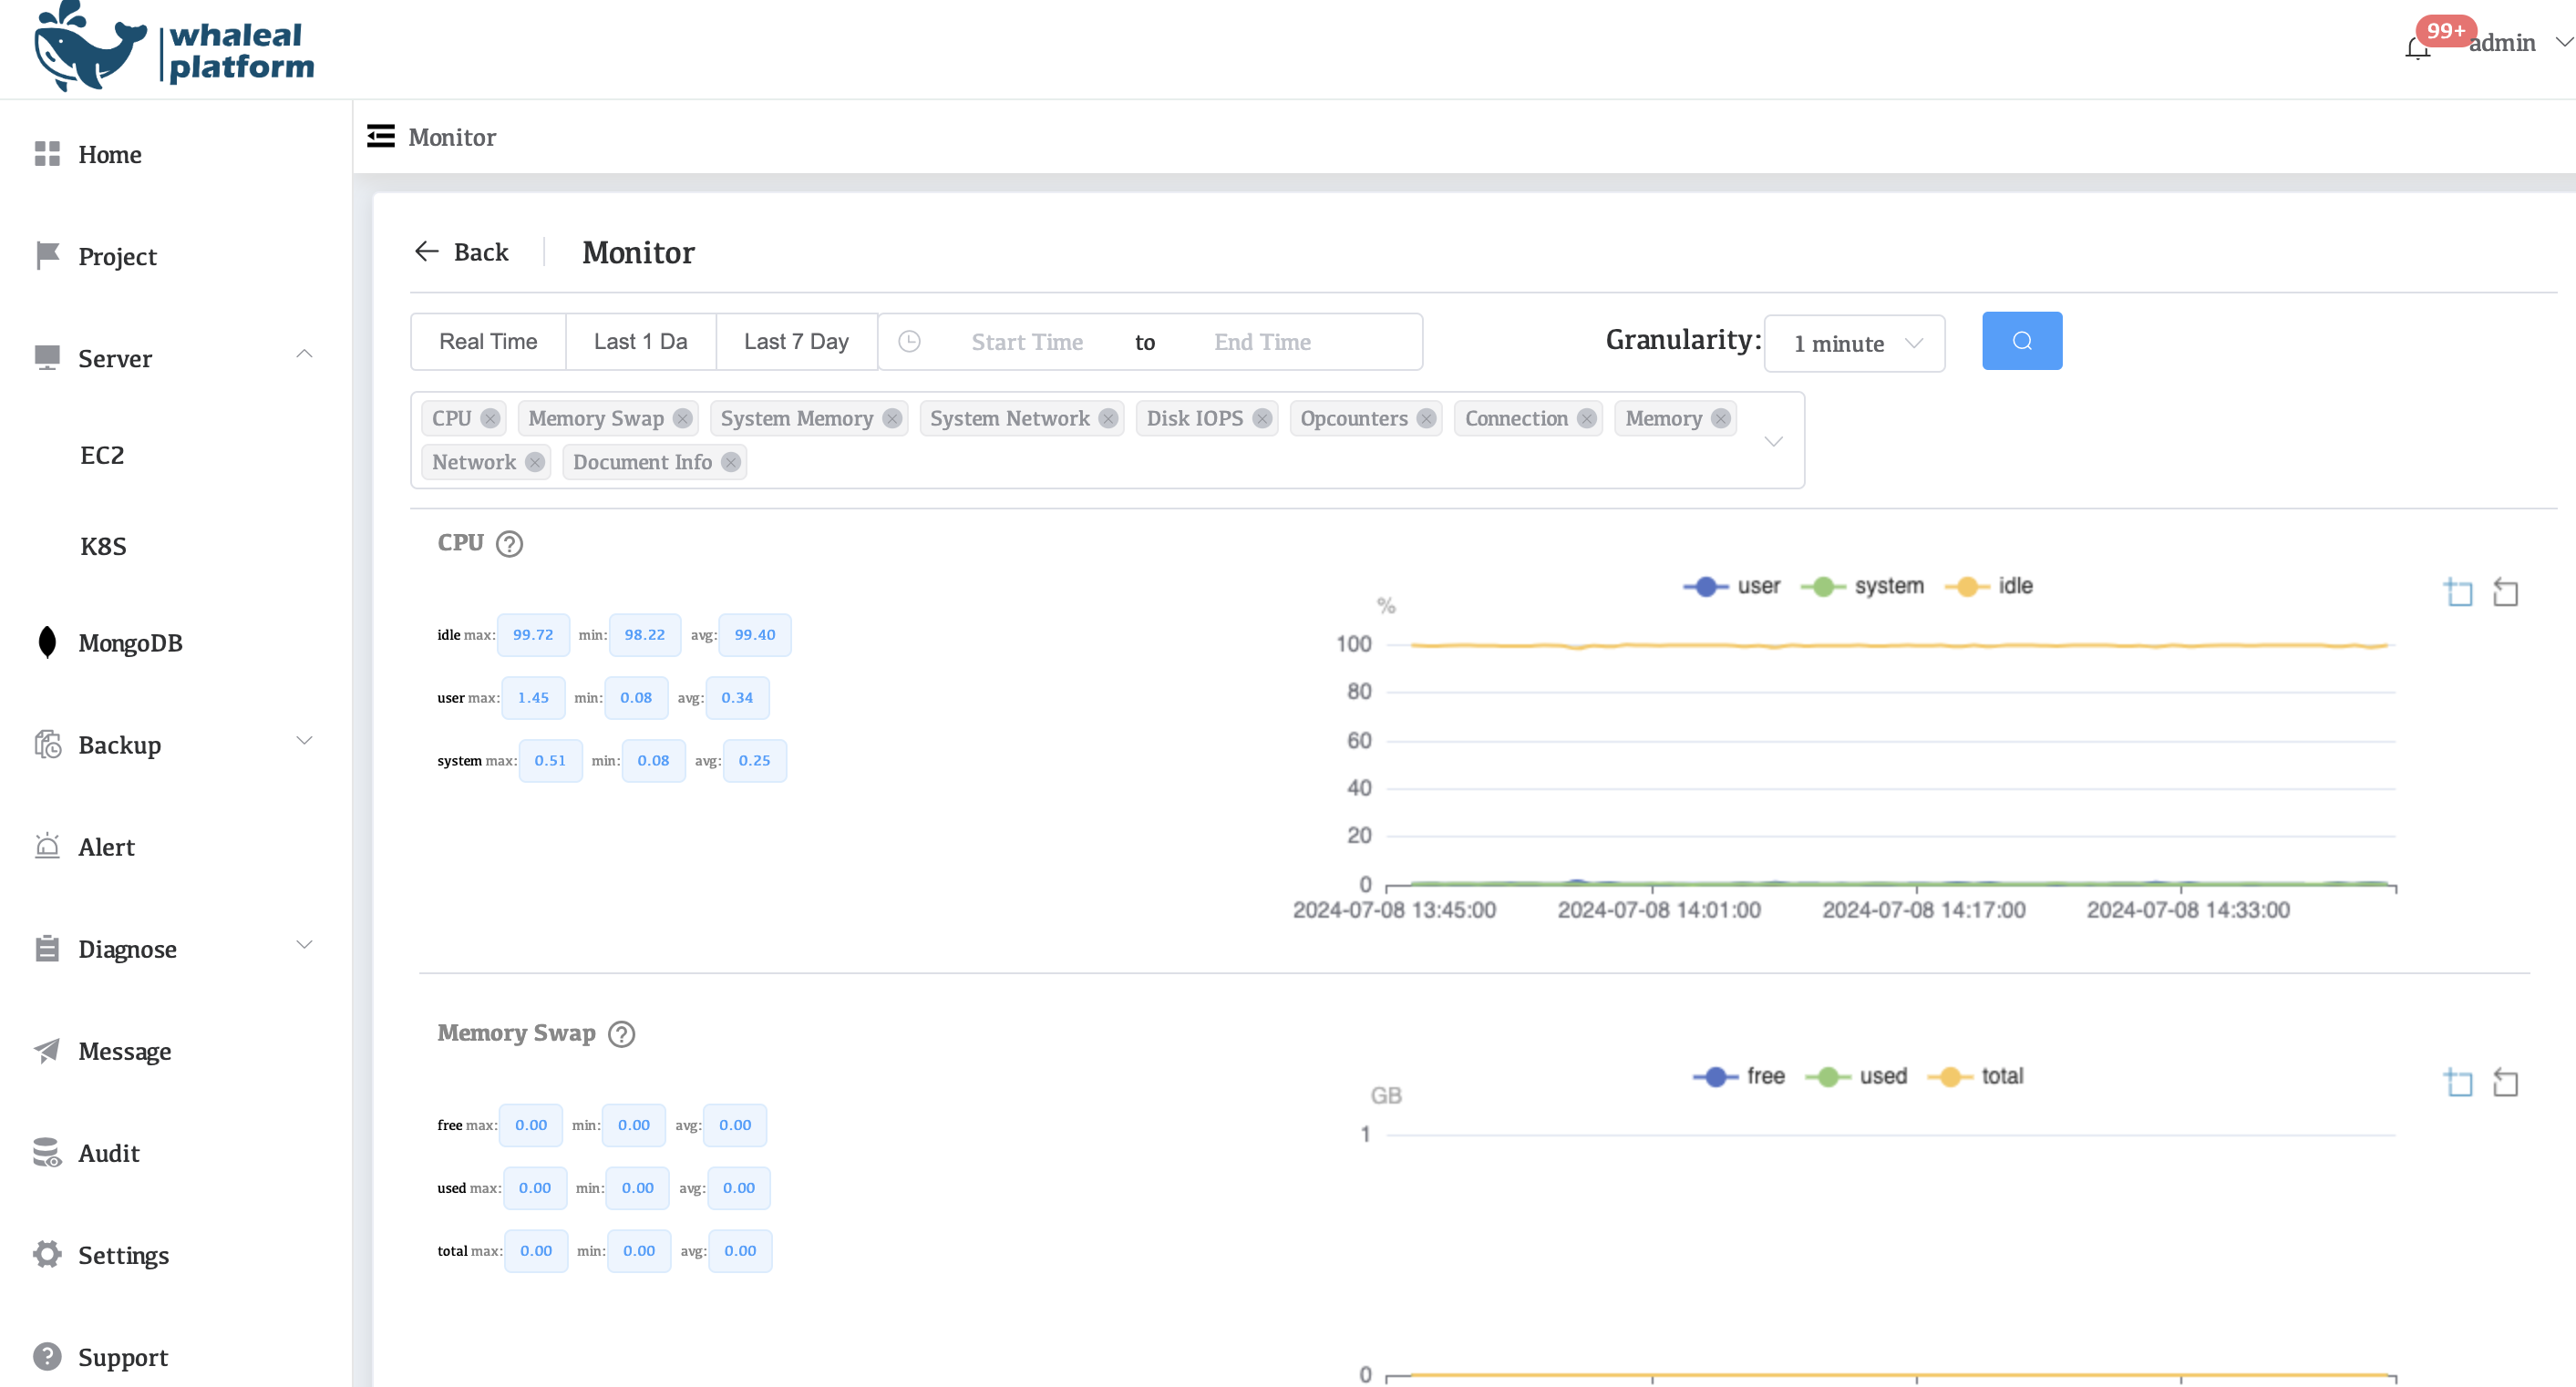 whaleal
platform
99+
admin
Home
Project
Server
EC2
K8S
MongoDB
Backup
Alert
Diagnose
Message
Audit
Settings
Support
Monitor
Back
Monitor
Real Time Last 1 Da Last 7 Day Start Time to End Time Granularity: 1 minute
CPU Memory Swap System Memory System Network Disk IOPS Opcounters Connection Memory
Network Document Info
CPU ?
idle max: 99.72 min: 98.22 avg: 99.40
user max: 1.45 min: 0.08 avg: 0.34
system max: 0.51 min: 0.08 avg: 0.25
user system idle
%
100
80
60
40
20
0
2024-07-08 13:45:00 2024-07-08 14:01:00 2024-07-08 14:17:00 2024-07-08 14:33:00
Memory Swap ?
free max: 0.00 min: 0.00 avg: 0.00
used max: 0.00 min: 0.00 avg: 0.00
total max: 0.00 min: 0.00 avg: 0.00
free used total
GB
1
0